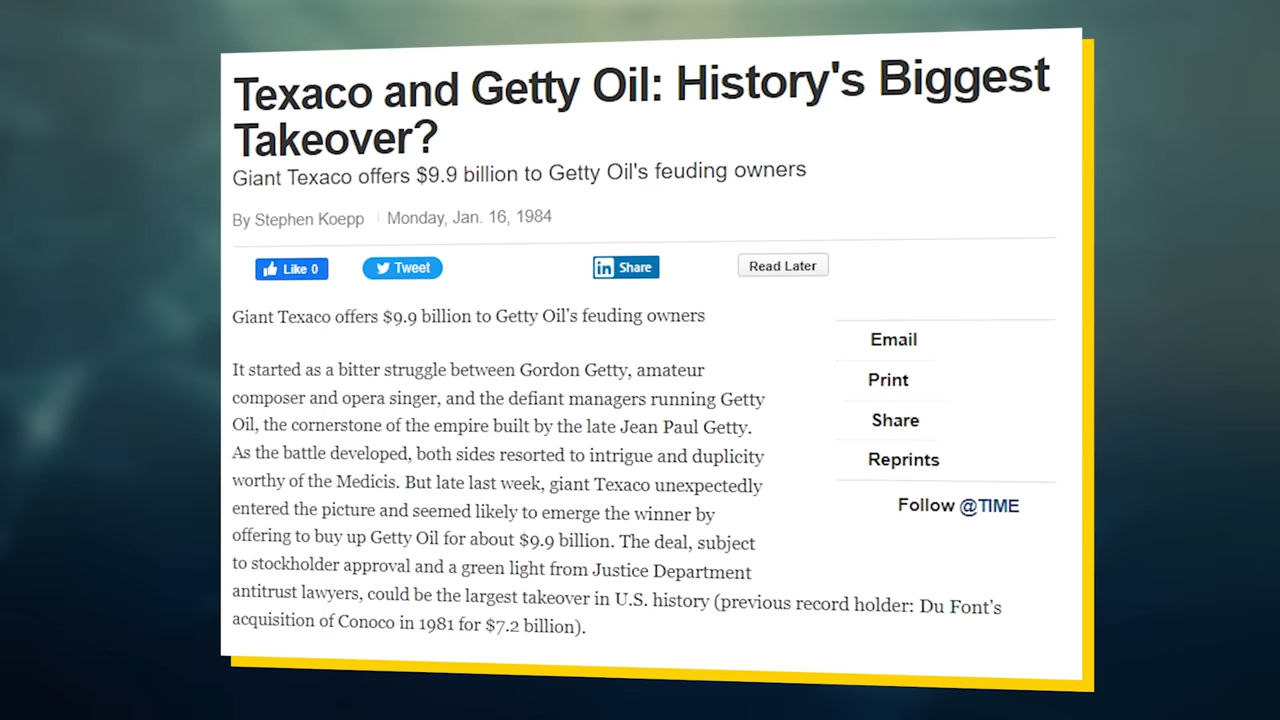 Texaco and Getty Oil: History's Biggest
Takeover?
Giant Texaco offers $9.9 billion to Getty Oil's feuding owners
By Stephen Koepp | Monday, Jan. 16, 1984
Like 0
Tweet
in Share
Read Later
Giant Texaco offers $9.9 billion to Getty Oil's feuding owners
It started as a bitter struggle between Gordon Getty, amateur
composer and opera singer, and the defiant managers running Getty
Oil, the cornerstone of the empire built by the late Jean Paul Getty.
As the battle developed, both sides resorted to intrigue and duplicity
worthy of the Medicis. But late last week, giant Texaco unexpectedly
entered the picture and seemed likely to emerge the winner by
offering to buy up Getty Oil for about $9.9 billion. The deal, subject
to stockholder approval and a green light from Justice Department
antitrust lawyers, could be the largest takeover in U.S. history (previous record holder: Du Font's
acquisition of Conoco in 1981 for $7.2 billion).
Email
Print
Share
Reprints
Follow @TIME